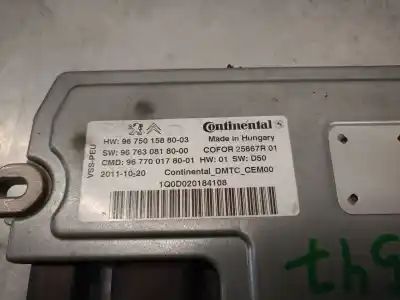 Continental
Made in Hungary
HW: 96 750 158 80-03
SW: 96 763 081 80-00 COFOR 25667R 01
CMD: 96 770 017 80-01 HW: 01 SW: D50
2011-10-20 Continental_DMTC_CEM00
1Q0D020184108
VSS-PEU
547